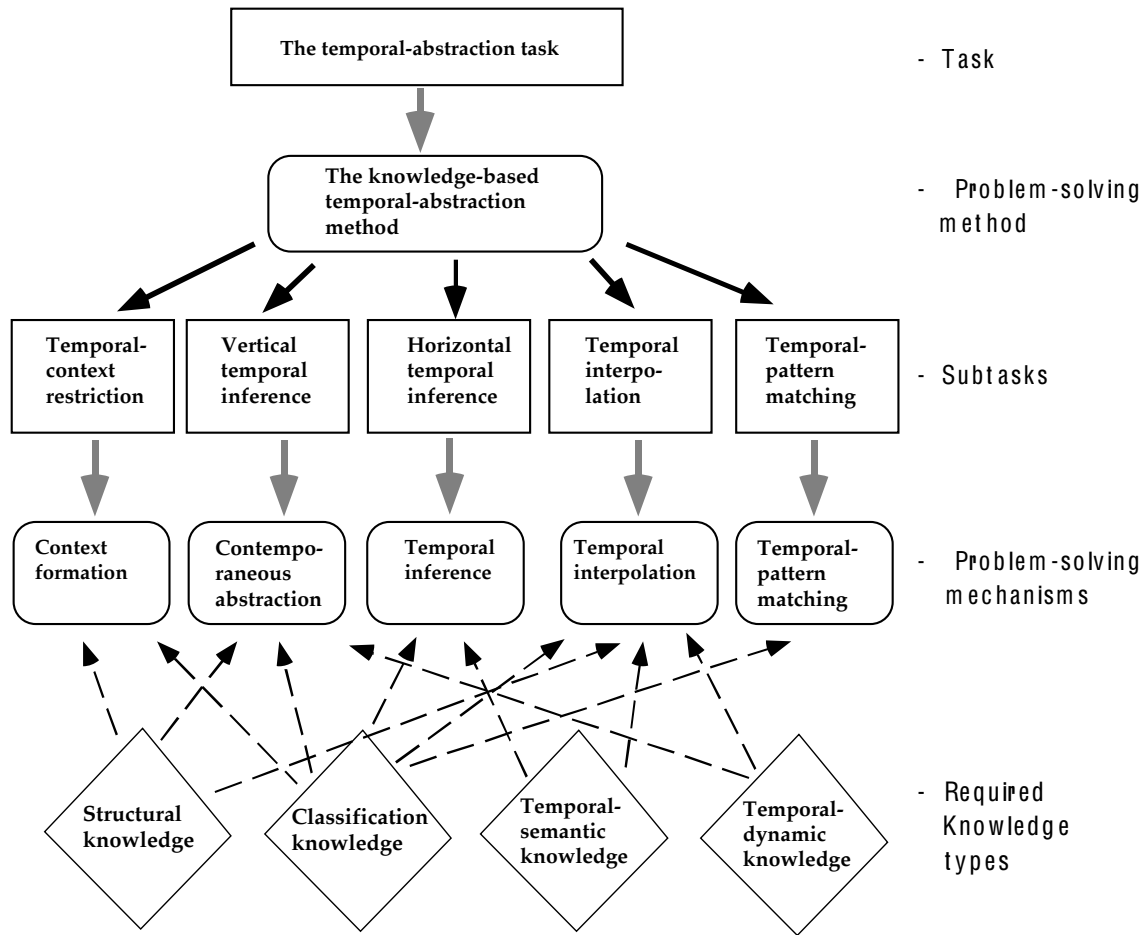 The temporal-abstraction task
- Task
The knowledge-based
temporal-abstraction
method
- Problem-solving
method
Temporal-
context
restriction
Vertical
temporal
inference
Horizontal
temporal
inference
Temporal
interpo-
lation
Temporal-
pattern
matching
- Subtasks
Context
formation
Contempo-
raneous
abstraction
Temporal
inference
Temporal
interpolation
Temporal-
pattern
matching
- Problem-solving
mechanisms
Structural
knowledge
Classification
knowledge
Temporal-
semantic
knowledge
Temporal-
dynamic
knowledge
- Required
Knowledge
types